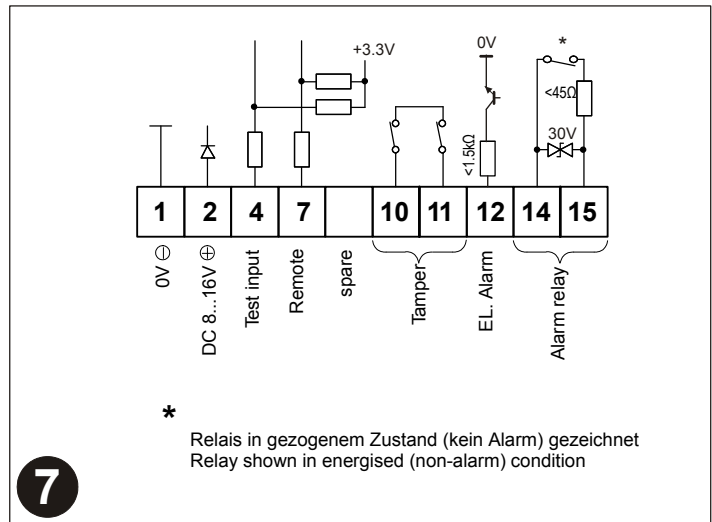 +3.3V
0V
*
<45Ω
30V
<1.5kΩ
1 2 4 7 10 11 12 14 15
0V ⊖
DC 8...16V ⊕
Test input
Remote
spare
Tamper
EL. Alarm
Alarm relay
*
Relais in gezogenem Zustand (kein Alarm) gezeichnet
Relay shown in energised (non-alarm) condition
7